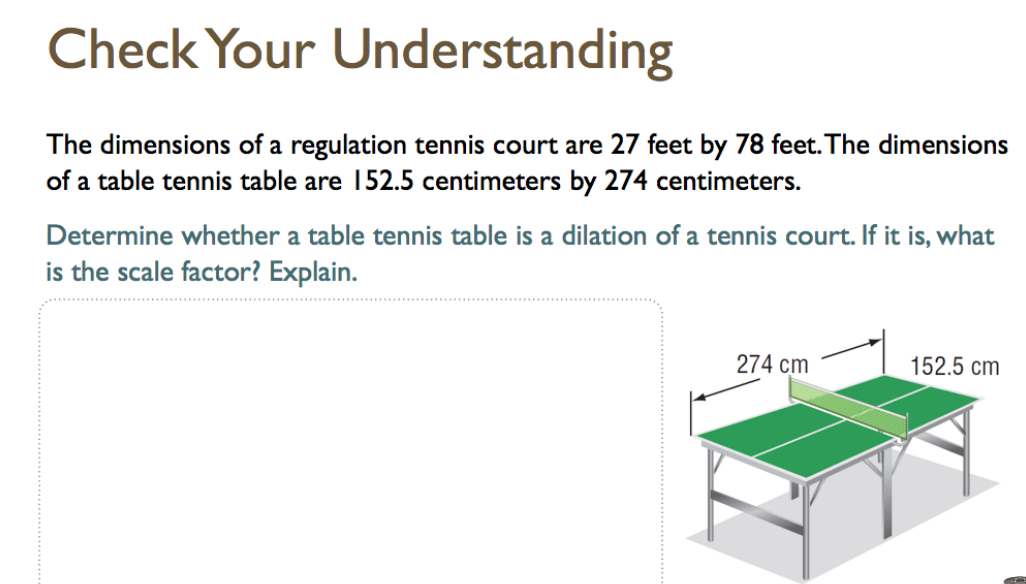 Check Your Understanding
The dimensions of a regulation tennis court are 27 feet by 78 feet. The dimensions
of a table tennis table are 152.5 centimeters by 274 centimeters.
Determine whether a table tennis table is a dilation of a tennis court. If it is, what
is the scale factor? Explain.
274 cm
152.5 cm